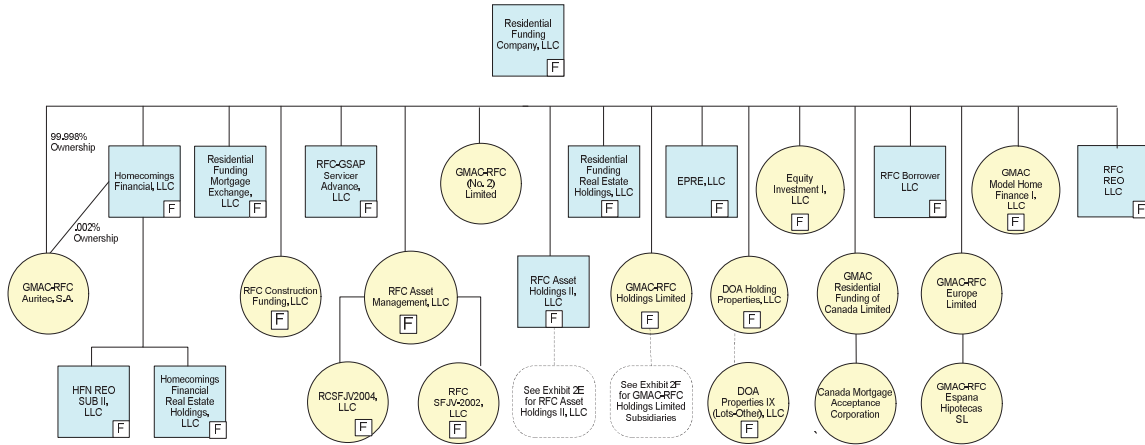 Residential
Funding
Company, LLC
F
99.998%
Ownership
Homecomings
Financial, LLC
F
Residential
Funding
Mortgage
Exchange,
LLC
F
RFC-GSAP
Servicer
Advance,
LLC
F
GMAC-RFC
(No. 2)
Limited
Residential
Funding
Real Estate
Holdings, LLC
F
EPRE, LLC
F
Equity
Investment I,
LLC
F
RFC Borrower
LLC
F
GMAC
Model Home
Finance I,
LLC
F
RFC
REO
LLC
F
.002%
Ownership
GMAC-RFC
Auritec, S.A.
RFC Construction
Funding, LLC
F
RFC Asset
Management, LLC
F
RFC Asset
Holdings II,
LLC
F
GMAC-RFC
Holdings Limited
F
DOA Holding
Properties, LLC
F
GMAC
Residential
Funding of
Canada Limited
GMAC-RFC
Europe
Limited
HFN REO
SUB II,
LLC
F
Homecomings
Financial
Real Estate
Holdings,
LLC
F
RCSFJV2004,
LLC
F
RFC
SFJV-2002,
LLC
F
See Exhibit 2E
for RFC Asset
Holdings II, LLC
See Exhibit 2F
for GMAC-RFC
Holdings Limited
Subsidiaries
DOA
Properties IX
(Lots-Other), LLC
F
Canada Mortgage
Acceptance
Corporation
GMAC-RFC
Espana
Hipotecas
SL